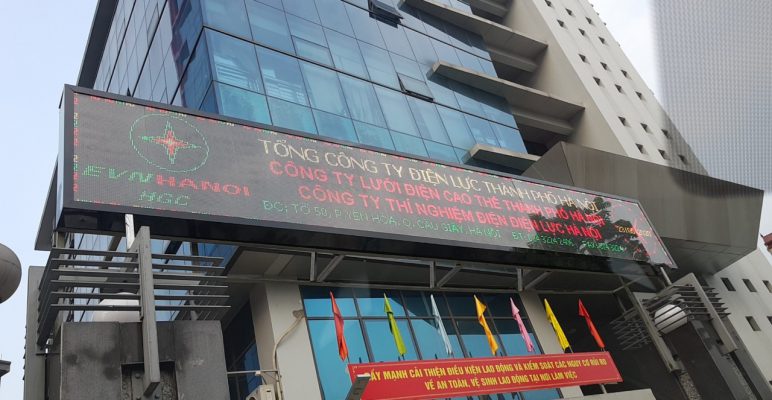 EVNHANOI
HGC
TỔNG CÔNG TY ĐIỆN LỰC THÀNH PHỐ HÀ NỘI
CÔNG TY LƯỚI ĐIỆN CAO THẾ THÀNH PHỐ HÀ NỘI
CÔNG TY THÍ NGHIỆM ĐIỆN ĐIỆN LỰC HÀ NỘI
ĐC: TỔ 50, P.YÊN HÒA, Q. CẦU GIẤY, HÀ NỘI
ĐẨY MẠNH CẢI THIỆN ĐIỀU KIỆN LAO ĐỘNG VÀ KIỂM SOÁT CÁC NGUY CƠ RỦI RO
VỀ AN TOÀN, VỆ SINH LAO ĐỘNG TẠI NƠI LÀM VIỆC